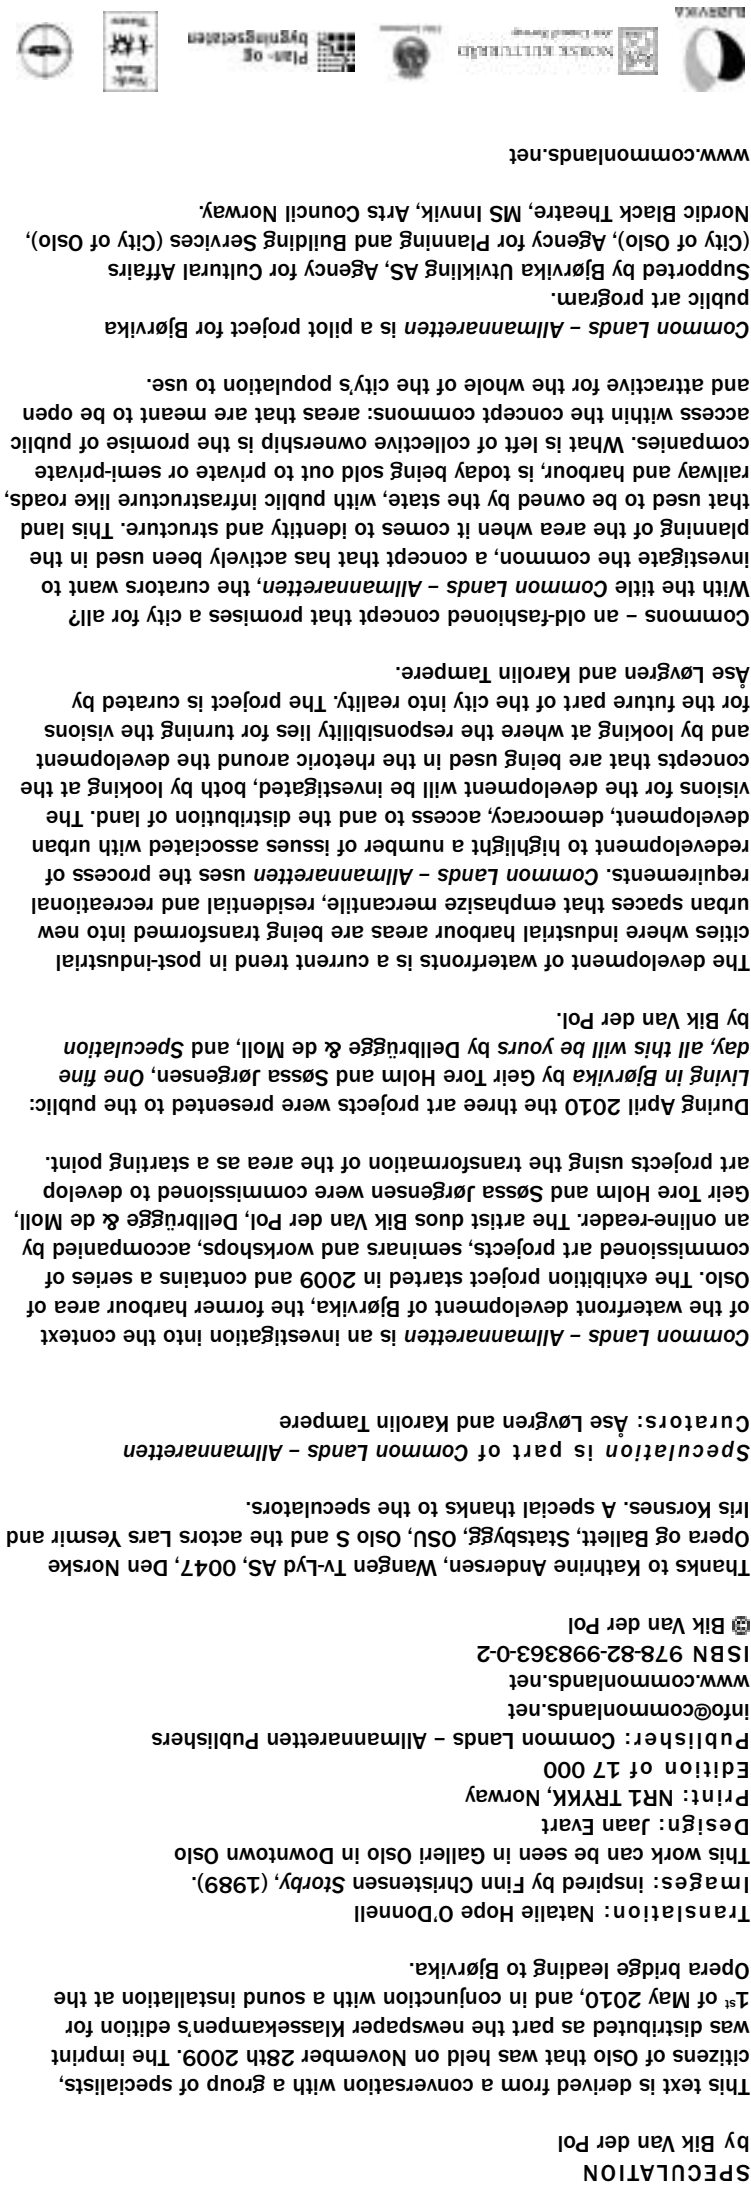 SPECULATION
by Bik Van der Pol
This text is derived from a conversation with a group of specialists,
citizens of Oslo that was held on November 28th 2009. The imprint
was distributed as part the newspaper Klassekampen's edition for
1st of May 2010, and in conjunction with a sound installation at the
Opera bridge leading to Bjørvika.
Translation: Natalie Hope O'Donnell
Images: inspired by Finn Christensen Storby, (1989).
This work can be seen in Galleri Oslo in Downtown Oslo
Design: Jaan Evart
Print: NR1 TRYKK, Norway
Edition of 17 000
Publisher: Common Lands – Allmannaretten Publishers
info@commonlands.net
www.commonlands.net
ISBN 978-82-998363-0-2
Bik Van der Pol
Thanks to Kathrine Andersen, Wangen Tv-Lyd AS, 0047, Den Norske
Opera og Ballett, Statsbygg, OSU, Oslo S and the actors Lars Yesmir and
Iris Korsnes. A special thanks to the speculators.
Speculation is part of Common Lands – Allmannaretten
Curators: Åse Løvgren and Karolin Tampere
Common Lands – Allmannaretten is an investigation into the context
of the waterfront development of Bjørvika, the former harbour area of
Oslo. The exhibition project started in 2009 and contains a series of
commissioned art projects, seminars and workshops, accompanied by
an online-reader. The artist duos Bik Van der Pol, Dellbrügge & de Moll,
Geir Tore Holm and Søssa Jørgensen were commissioned to develop
art projects using the transformation of the area as a starting point.
During April 2010 the three art projects were presented to the public:
Living in Bjørvika by Geir Tore Holm and Søssa Jørgensen, One fine
day, all this will be yours by Dellbrügge & de Moll, and Speculation
by Bik Van der Pol.
The development of waterfronts is a current trend in post-industrial
cities where industrial harbour areas are being transformed into new
urban spaces that emphasize mercantile, residential and recreational
requirements. Common Lands – Allmannaretten uses the process of
redevelopment to highlight a number of issues associated with urban
development, democracy, access to and the distribution of land. The
visions for the development will be investigated, both by looking at the
concepts that are being used in the rhetoric around the development
and by looking at where the responsibility lies for turning the visions
for the future part of the city into reality. The project is curated by
Åse Løvgren and Karolin Tampere.
Commons – an old-fashioned concept that promises a city for all?
With the title Common Lands – Allmannaretten, the curators want to
investigate the common, a concept that has actively been used in the
planning of the area when it comes to identity and structure. This land
that used to be owned by the state, with public infrastructure like roads,
railway and harbour, is today being sold out to private or semi-private
companies. What is left of collective ownership is the promise of public
access within the concept commons: areas that are meant to be open
and attractive for the whole of the city's population to use.
Common Lands – Allmannaretten is a pilot project for Bjørvika
public art program.
Supported by Bjørvika Utvikling AS, Agency for Cultural Affairs
(City of Oslo), Agency for Planning and Building Services (City of Oslo),
Nordic Black Theatre, MS Innvik, Arts Council Norway.
www.commonlands.net
BJØRVIKA
NORSK KULTURRÅD
Arts Council Norway
Plan- og
bygningsetaten
Nordic
Black
Theatre